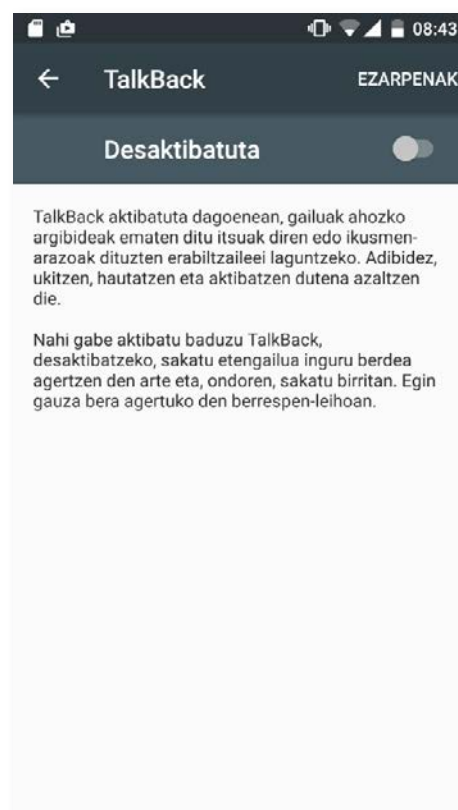 08:43
TalkBack
EZARPENAK
Desaktibatuta
TalkBack aktibatuta dagoenean, gailuak ahozko
argibideak ematen ditu itsuak diren edo ikusmen-
arazoak dituzten erabiltzaileei laguntzeko. Adibidez,
ukitzen, hautatzen eta aktibatzen dutena azaltzen
die.
Nahi gabe aktibatu baduzu TalkBack,
desaktibatzeko, sakatu etengailua inguru berdea
agertzen den arte eta, ondoren, sakatu birritan. Egin
gauza bera agertuko den berrespen-leihoan.